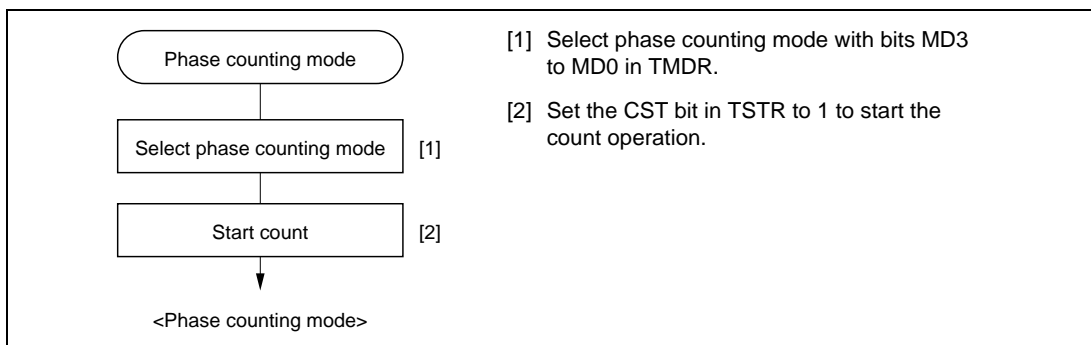 Phase counting mode
Select phase counting mode [1]
Start count [2]
<Phase counting mode>
[1] Select phase counting mode with bits MD3
to MD0 in TMDR.
[2] Set the CST bit in TSTR to 1 to start the
count operation.